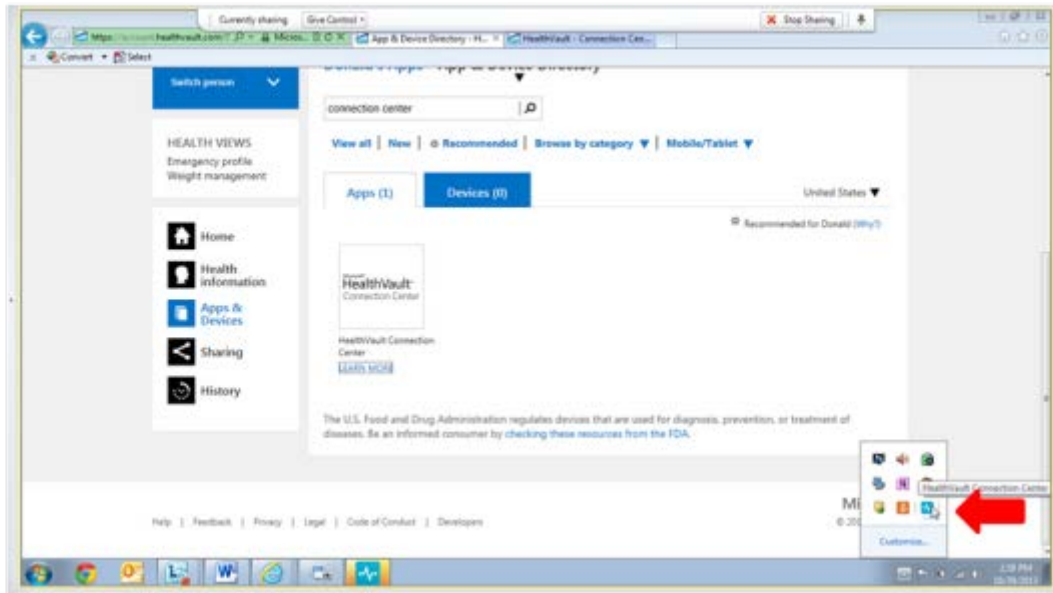 Currently sharing
Give Control
Stop Sharing
App & Device Directory - H...
HealthVault - Connection Cen...
Convert
Select
Switch person
App & Device Directory
connection center
View all | New | Recommended | Browse by category | Mobile/Tablet
HEALTH VIEWS
Emergency profile
Weight management
Apps (1)
Devices (0)
United States
Recommended for Donald (Why?)
Home
Health
information
Apps &
Devices
Sharing
History
HealthVault
Connection Center
HealthVault Connection
Center
LEARN MORE
The U.S. Food and Drug Administration regulates devices that are used for diagnosis, prevention, or treatment of
diseases. Be an informed consumer by checking these resources from the FDA.
HealthVault Connection Center
Help | Feedback | Privacy | Legal | Code of Conduct | Developers
Mi
Customize...